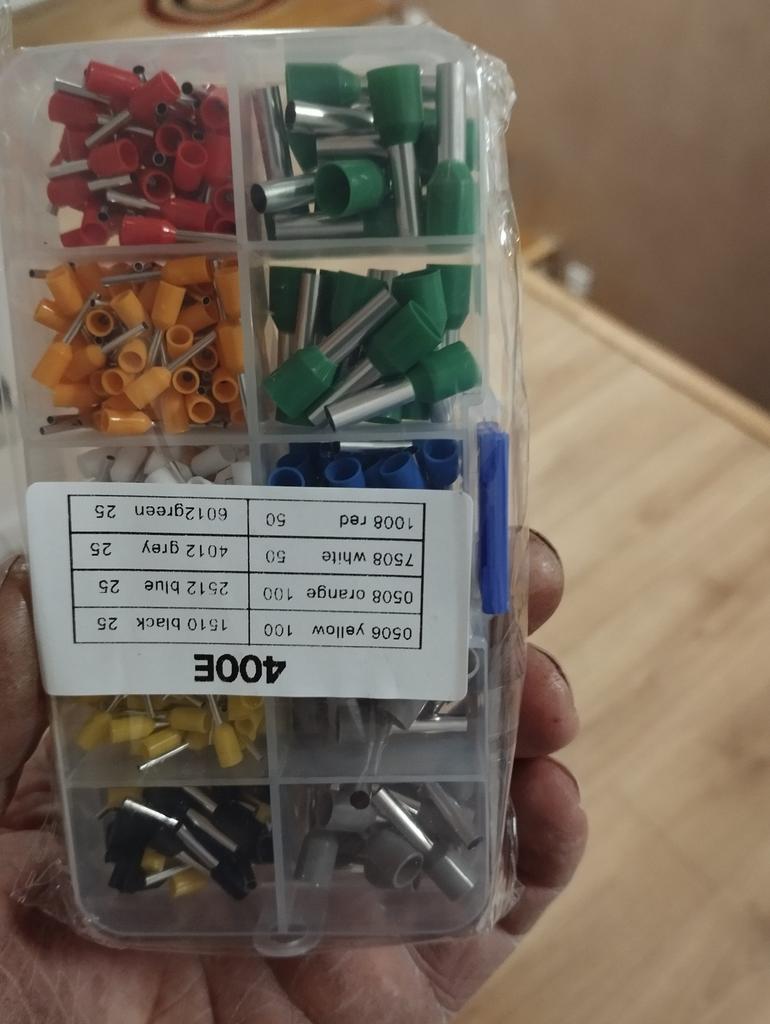 400E
0506 yellow 100 1510 black 25
0508 orange 100 2512 blue 25
7508 white 50 4012 grey 25
1008 red 50 6012green 25